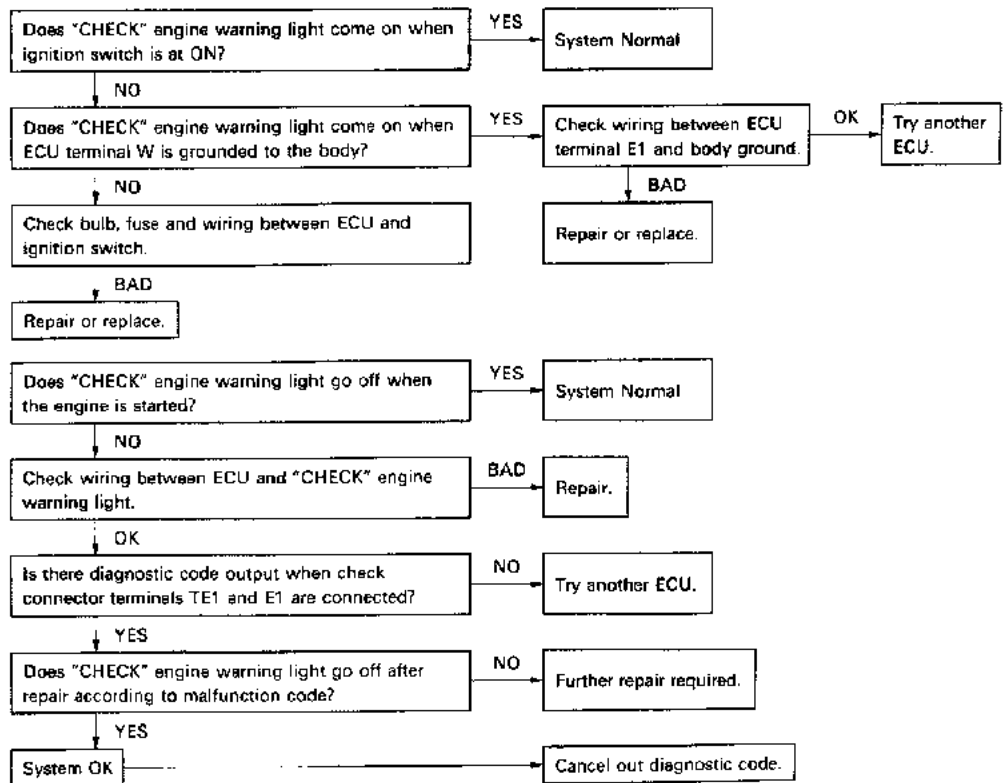 Does "CHECK" engine warning light come on when
ignition switch is at ON?
YES
System Normal
NO
Does "CHECK" engine warning light come on when
ECU terminal W is grounded to the body?
YES
Check wiring between ECU
terminal E1 and body ground.
OK
Try another
ECU.
NO
BAD
Check bulb, fuse and wiring between ECU and
ignition switch.
Repair or replace.
BAD
Repair or replace.
Does "CHECK" engine warning light go off when
the engine is started?
YES
System Normal
NO
Check wiring between ECU and "CHECK" engine
warning light.
BAD
Repair.
OK
Is there diagnostic code output when check
connector terminals TE1 and E1 are connected?
NO
Try another ECU.
YES
Does "CHECK" engine warning light go off after
repair according to malfunction code?
NO
Further repair required.
YES
System OK
Cancel out diagnostic code.